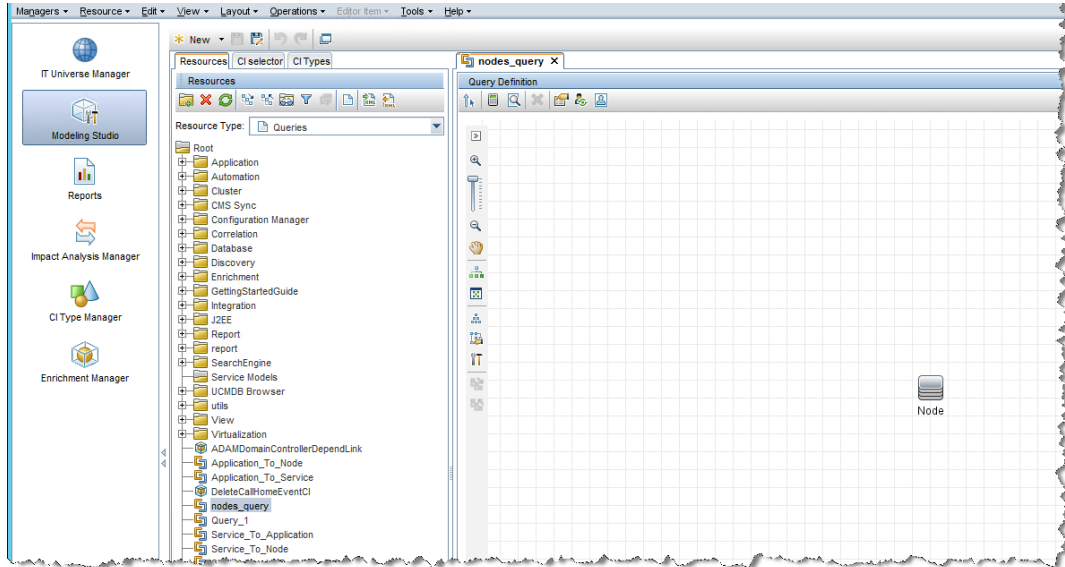 Managers Resource Edit View Layout Operations Editor Item Tools Help
IT Universe Manager
Modeling Studio
Reports
Impact Analysis Manager
CI Type Manager
Enrichment Manager
New
Resources CI selector CI Types
Resources
Resource Type: Queries
Root
Application
Automation
Cluster
CMS Sync
Configuration Manager
Correlation
Database
Discovery
Enrichment
GettingStartedGuide
Integration
J2EE
Report
report
SearchEngine
Service Models
UCMDB Browser
utils
View
Virtualization
ADAMDomainControllerDependLink
Application_To_Node
Application_To_Service
DeleteCallHomeEventCI
nodes_query
Query_1
Service_To_Application
Service_To_Node
nodes_query X
Query Definition
Node